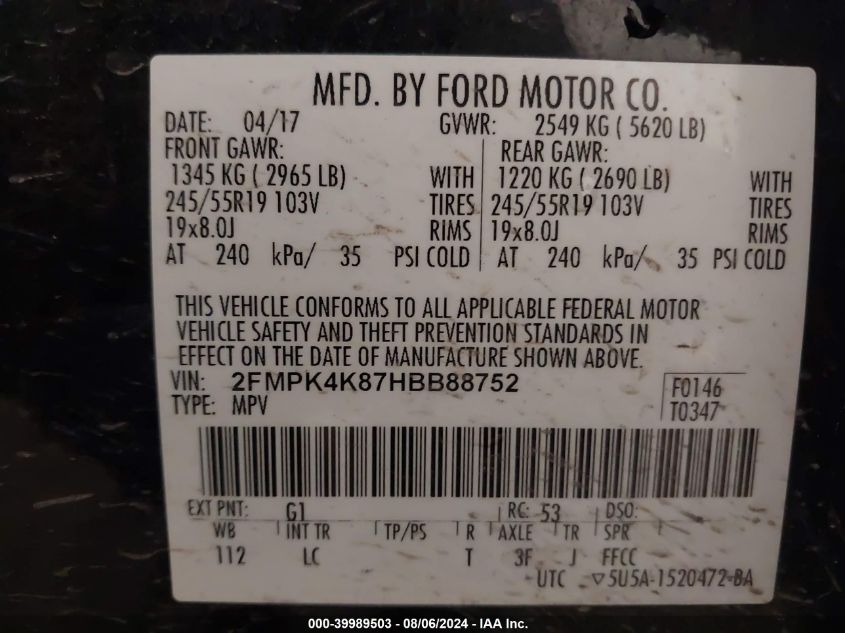 MFD. BY FORD MOTOR CO.
DATE: 04/17 GVWR: 2549 KG ( 5620 LB)
FRONT GAWR: REAR GAWR:
1345 KG ( 2965 LB) WITH 1220 KG ( 2690 LB) WITH
245/55R19 103V TIRES 245/55R19 103V TIRES
19x8.0J RIMS 19x8.0J RIMS
AT 240 kPa/ 35 PSI COLD AT 240 kPa/ 35 PSI COLD
THIS VEHICLE CONFORMS TO ALL APPLICABLE FEDERAL MOTOR
VEHICLE SAFETY AND THEFT PREVENTION STANDARDS IN
EFFECT ON THE DATE OF MANUFACTURE SHOWN ABOVE.
VIN: 2FMPK4K87HBB88752 F0146
TYPE: MPV T0347
EXT PNT: G1 RC: 53 DSO:
WB INT TR TP/PS R AXLE TR SPR
112 LC T 3F J FFCC
UTC ▽5U5A-1520472-BA
000-39989503 - 08/06/2024 - IAA Inc.